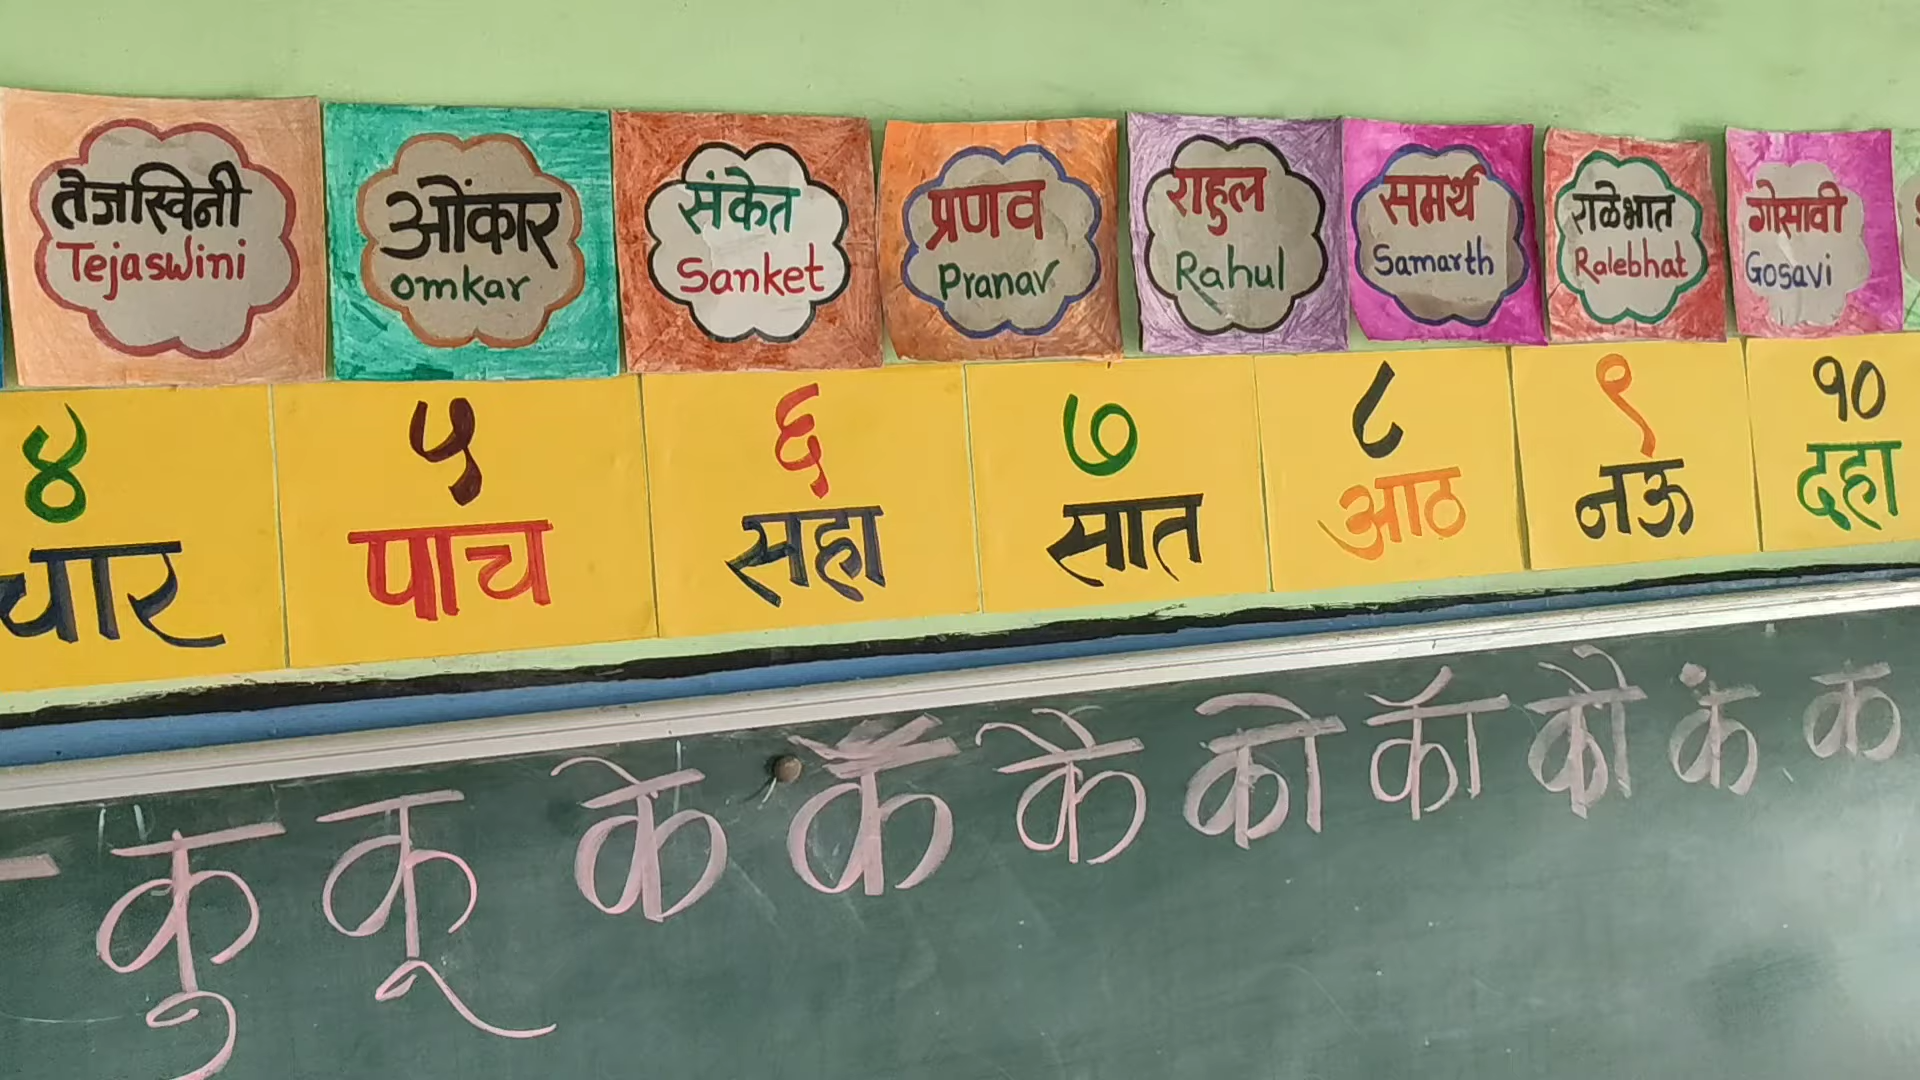 तेजस्विनी
Tejaswini
ओंकार
omkar
संकेत
Sanket
प्रणव
Pranav
राहुल
Rahul
समर्थ
Samarth
राळेभात
Ralebhat
गोसावी
Gosavi
४
चार
५
पाच
६
सहा
७
सात
८
आठ
९
नऊ
१०
दहा
कु कू के कॅ कै को कॉ कौ कं क